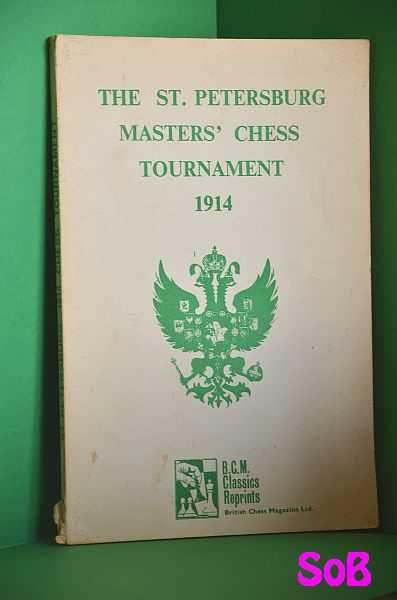 THE ST. PETERSBURG
MASTERS' CHESS
TOURNAMENT
1914
B.C.M.
Classics
Reprints
British Chess Magazine Ltd.
SoB